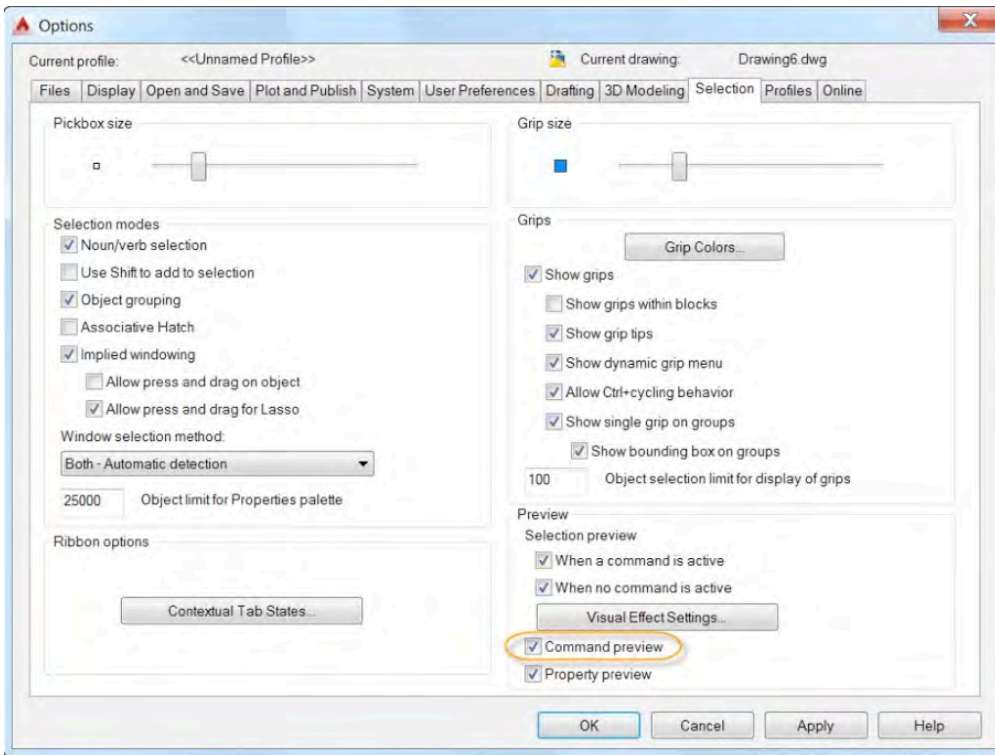 Options
Current profile: <<Unnamed Profile>> Current drawing: Drawing6.dwg
Files Display Open and Save Plot and Publish System User Preferences Drafting 3D Modeling Selection Profiles Online
Pickbox size
Selection modes
Noun/verb selection
Use Shift to add to selection
Object grouping
Associative Hatch
Implied windowing
Allow press and drag on object
Allow press and drag for Lasso
Window selection method:
Both - Automatic detection
25000 Object limit for Properties palette
Ribbon options
Contextual Tab States...
Grip size
Grips
Grip Colors...
Show grips
Show grips within blocks
Show grip tips
Show dynamic grip menu
Allow Ctrl+cycling behavior
Show single grip on groups
Show bounding box on groups
100 Object selection limit for display of grips
Preview
Selection preview
When a command is active
When no command is active
Visual Effect Settings...
Command preview
Property preview
OK Cancel Apply Help